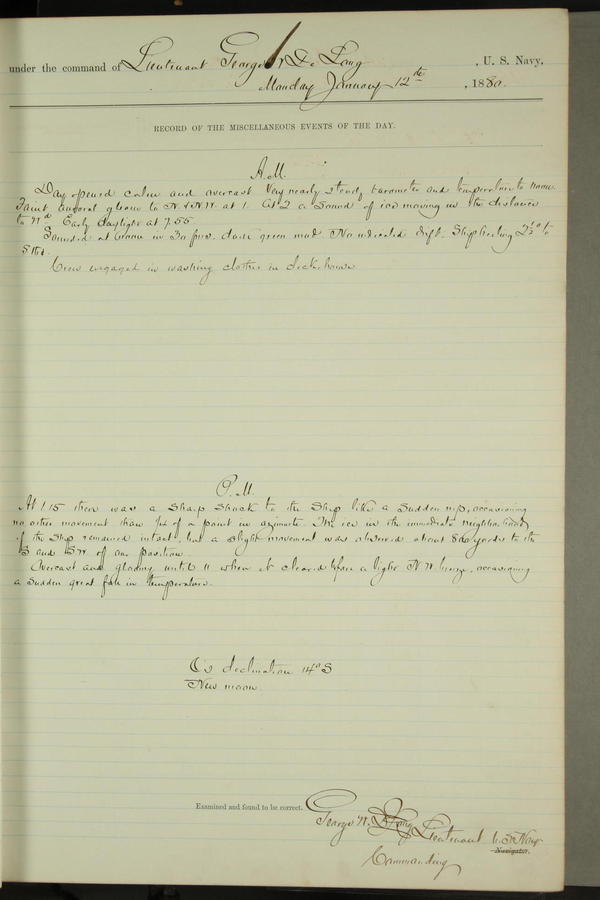 under the command of Lieutenant George W. De Long , U. S. Navy,
Monday January 12th , 1880.
RECORD OF THE MISCELLANEOUS EVENTS OF THE DAY.
A.M.
Day opened calm and overcast. Very nearly steady barometer and temperature to noon.
Faint auroral gleam to N. & N.W. at 1. At 2 a sound of ice moving in the distance
to Nd. Early daylight at 7.55
Sounded at noon in 30 fms. dark green mud. No indicated drift. Ship heeling 2½° to
Stbd.
Crew engaged in washing clothes in deckhouse
P.M.
At 1.15 there was a sharp shock to the Ship like a sudden nip, occasioning
no other movement than ¼ of a point in azimuth. The ice in the immediate neighborhood
of the Ship remained intact, but a slight movement was observed about 800 yards to the
S and SW of our position.
Overcast and gloomy until 11 when it cleared before a light N.W. breeze, occasioning
a sudden great fall in temperature.
☾'s declination 14° S
New moon.
Examined and found to be correct.
George W. De Long Lieutenant U.S. Navy
Navigator.
Commanding